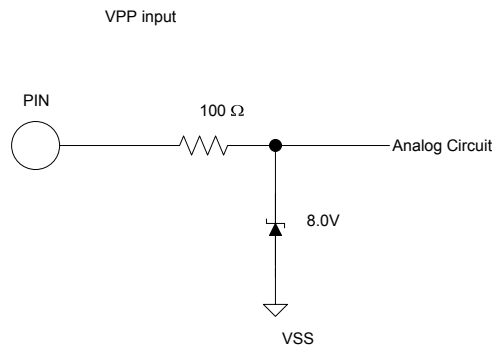 VPP input
PIN
100 Ω
Analog Circuit
8.0V
VSS